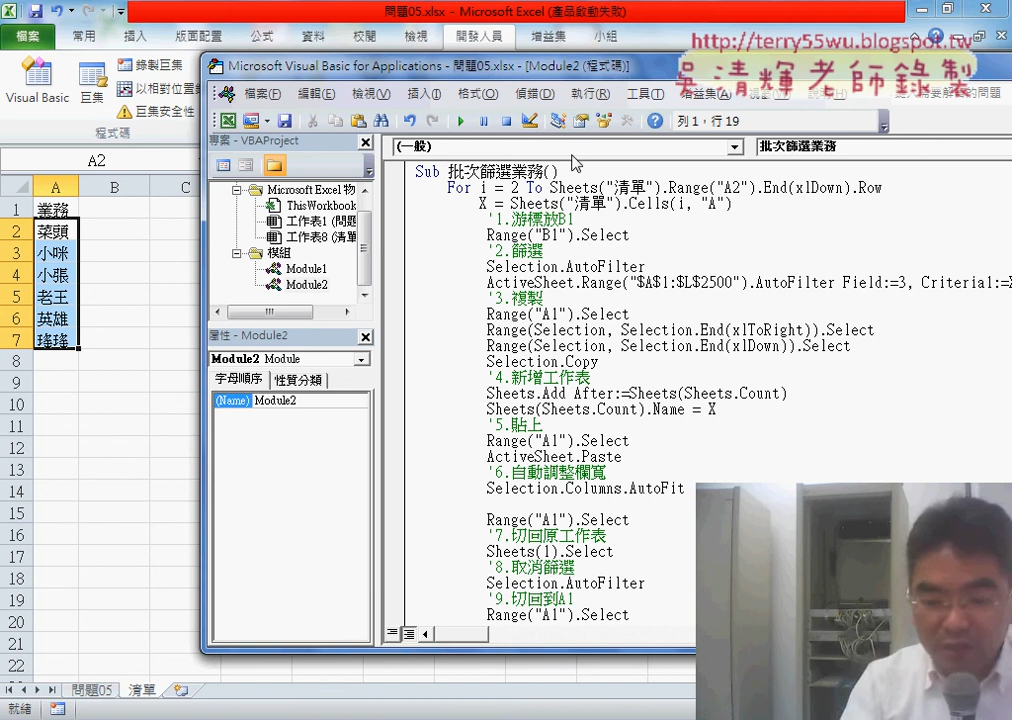 問題05.xlsx - Microsoft Excel (產品啟動失敗)
檔案 常用 插入 版面配置 公式 資料 校閱 檢視 開發人員 增益集 小組
http://terry55wu.blogspot.tw
吳清輝老師錄製
Visual Basic
巨集
錄製巨集
以相對位置錄
巨集安全性
程式碼
A2
A B C
1 業務
2 菜頭
3 小咪
4 小張
5 老王
6 英雄
7 瑤瑤
8
9
10
11
12
13
14
15
16
17
18
19
20
21
22
問題05 清單
就緒
Microsoft Visual Basic for Applications - 問題05.xlsx - [Module2 (程式碼)]
檔案(F) 編輯(E) 檢視(V) 插入(I) 格式(O) 偵錯(D) 執行(R) 工具(T) 增益集(A)
列 1，行 19
專案 - VBAProject
Microsoft Excel 物
ThisWorkbook
工作表1 (問題
工作表8 (清單
模組
Module1
Module2
屬性 - Module2
Module2 Module
字母順序 性質分類
(Name) Module2
(一般) 批次篩選業務
Sub 批次篩選業務()
For i = 2 To Sheets("清單").Range("A2").End(xlDown).Row
X = Sheets("清單").Cells(i, "A")
'1.游標放B1
Range("B1").Select
'2.篩選
Selection.AutoFilter
ActiveSheet.Range("$A$1:$L$2500").AutoFilter Field:=3, Criteria1:=X
'3.複製
Range("A1").Select
Range(Selection, Selection.End(xlToRight)).Select
Range(Selection, Selection.End(xlDown)).Select
Selection.Copy
'4.新增工作表
Sheets.Add After:=Sheets(Sheets.Count)
Sheets(Sheets.Count).Name = X
'5.貼上
Range("A1").Select
ActiveSheet.Paste
'6.自動調整欄寬
Selection.Columns.AutoFit
Range("A1").Select
'7.切回原工作表
Sheets(1).Select
'8.取消篩選
Selection.AutoFilter
'9.切回到A1
Range("A1").Select